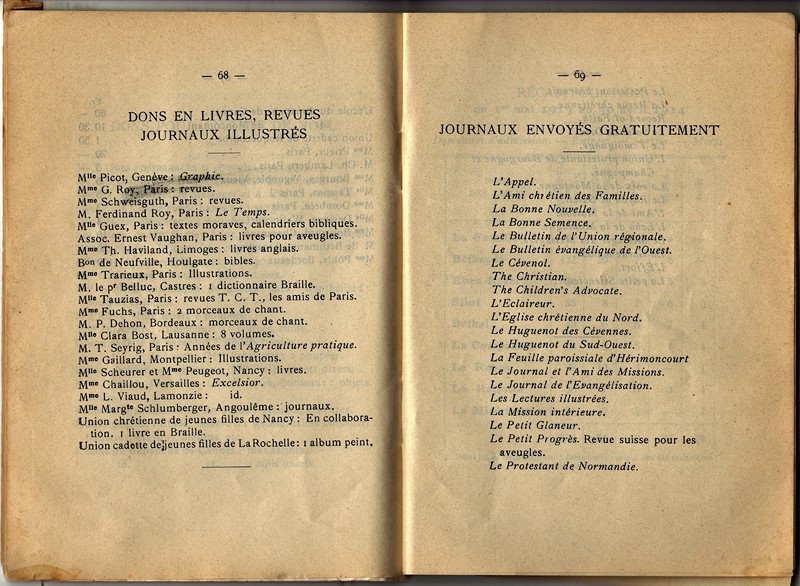 — 68 —
DONS EN LIVRES, REVUES
JOURNAUX ILLUSTRÉS
Mlle Picot, Genève : Graphic.
Mme G. Roy, Paris : revues.
Mme Schweisguth, Paris : revues.
M. Ferdinand Roy, Paris : Le Temps.
Mlle Guex, Paris : textes moraves, calendriers bibliques.
Assoc. Ernest Vaughan, Paris : livres pour aveugles.
Mme Th. Haviland, Limoges : livres anglais.
Bon de Neufville, Houlgate : bibles.
Mme Trarieux, Paris : Illustrations.
M. le pr Belluc, Castres : 1 dictionnaire Braille.
Mlle Tauzias, Paris : revues T. C. T., les amis de Paris.
Mme Fuchs, Paris : 2 morceaux de chant.
M. P. Dehon, Bordeaux : morceaux de chant.
Mlle Clara Bost, Lausanne : 8 volumes.
M. T. Seyrig, Paris : Années de l'Agriculture pratique.
Mme Gaillard, Montpellier : Illustrations.
Mlle Scheurer et Mme Peugeot, Nancy : livres.
Mme Chaillou, Versailles : Excelsior.
Mme L. Viaud, Lamonzie : id.
Mlle Margte Schlumberger, Angoulême : journaux.
Union chrétienne de jeunes filles de Nancy : En collabora-
tion. 1 livre en Braille.
Union cadette de jeunes filles de La Rochelle : 1 album peint.
— 69 —
JOURNAUX ENVOYÉS GRATUITEMENT
L'Appel.
L'Ami chrétien des Familles.
La Bonne Nouvelle.
La Bonne Semence.
Le Bulletin de l'Union régionale.
Le Bulletin évangélique de l'Ouest.
Le Cévenol.
The Christian.
The Children's Advocate.
L'Eclaireur.
L'Eglise chrétienne du Nord.
Le Huguenot des Cévennes.
Le Huguenot du Sud-Ouest.
La Feuille paroissiale d'Hérimoncourt
Le Journal et l'Ami des Missions.
Le Journal de l'Evangélisation.
Les Lectures illustrées.
La Mission intérieure.
Le Petit Glaneur.
Le Petit Progrès. Revue suisse pour les
aveugles.
Le Protestant de Normandie.